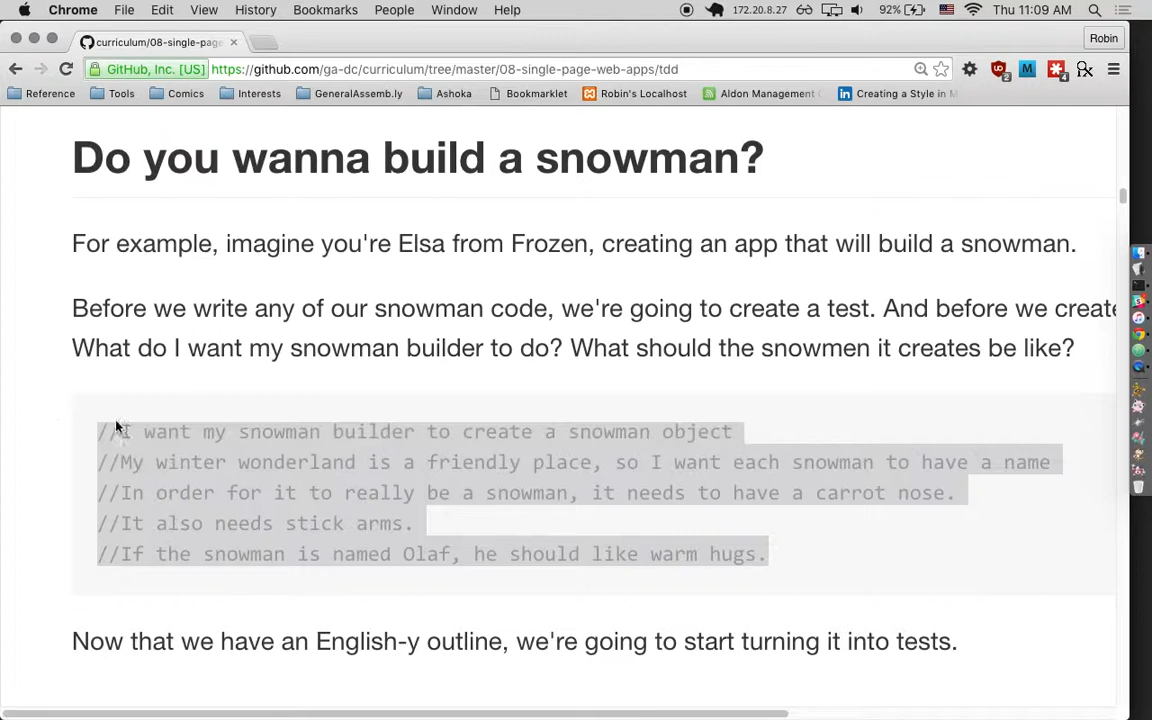 Chrome File Edit View History Bookmarks People Window Help 172.20.8.27 92% Thu 11:09 AM
curriculum/08-single-page Robin
GitHub, Inc. [US] https://github.com/ga-dc/curriculum/tree/master/08-single-page-web-apps/tdd
Reference Tools Comics Interests GeneralAssemb.ly Ashoka Bookmarklet Robin's Localhost Aldon Management Creating a Style in
Do you wanna build a snowman?
For example, imagine you're Elsa from Frozen, creating an app that will build a snowman.
Before we write any of our snowman code, we're going to create a test. And before we create
What do I want my snowman builder to do? What should the snowmen it creates be like?
//I want my snowman builder to create a snowman object
//My winter wonderland is a friendly place, so I want each snowman to have a name
//In order for it to really be a snowman, it needs to have a carrot nose.
//It also needs stick arms.
//If the snowman is named Olaf, he should like warm hugs.
Now that we have an English-y outline, we're going to start turning it into tests.